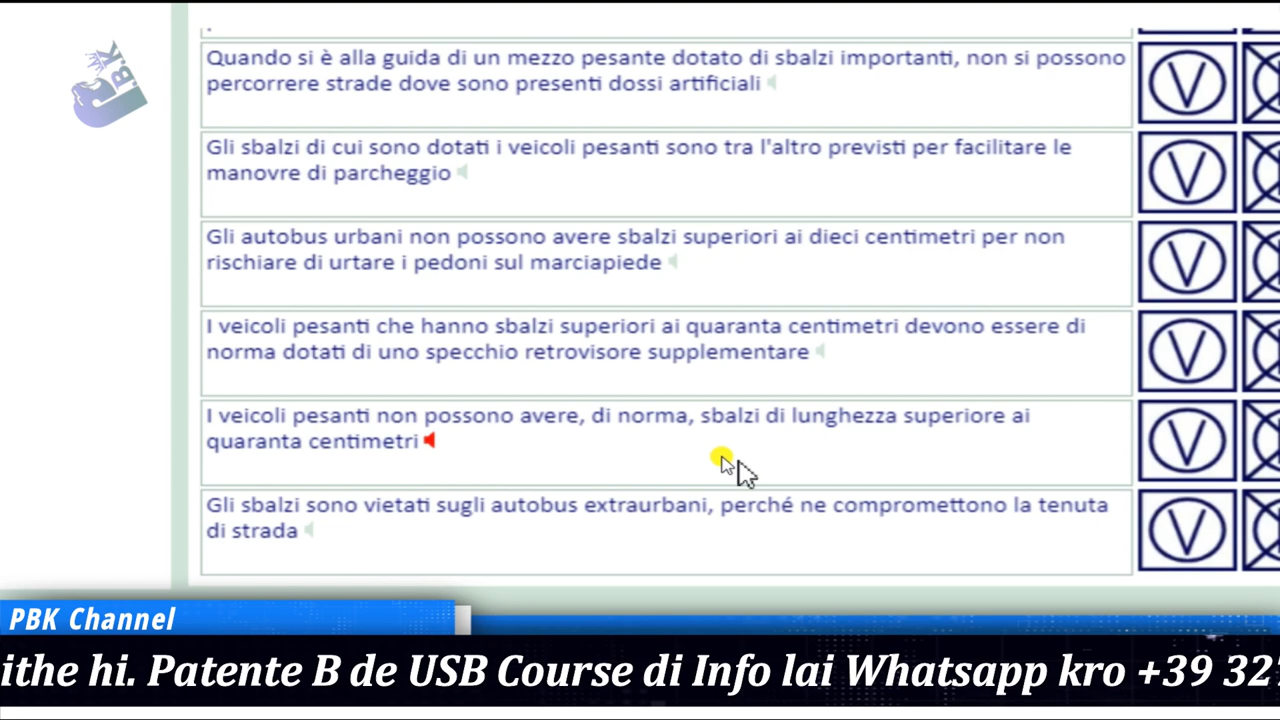 PBK
Quando si è alla guida di un mezzo pesante dotato di sbalzi importanti, non si possono
percorrere strade dove sono presenti dossi artificiali
V
Gli sbalzi di cui sono dotati i veicoli pesanti sono tra l'altro previsti per facilitare le
manovre di parcheggio
V
Gli autobus urbani non possono avere sbalzi superiori ai dieci centimetri per non
rischiare di urtare i pedoni sul marciapiede
V
I veicoli pesanti che hanno sbalzi superiori ai quaranta centimetri devono essere di
norma dotati di uno specchio retrovisore supplementare
V
I veicoli pesanti non possono avere, di norma, sbalzi di lunghezza superiore ai
quaranta centimetri
V
Gli sbalzi sono vietati sugli autobus extraurbani, perché ne compromettono la tenuta
di strada
V
PBK Channel
ithe hi. Patente B de USB Course di Info lai Whatsapp kro +39 32